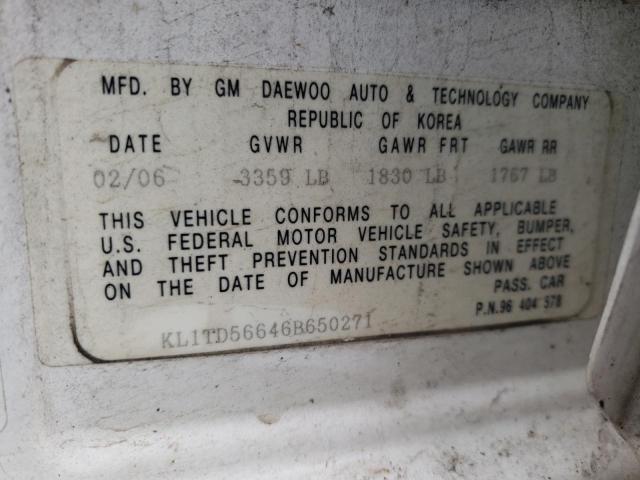 MFD. BY GM DAEWOO AUTO & TECHNOLOGY COMPANY
REPUBLIC OF KOREA
DATE GVWR GAWR FRT GAWR RR
02/06 3359 LB 1830 LB 1767 LB
THIS VEHICLE CONFORMS TO ALL APPLICABLE
U.S. FEDERAL MOTOR VEHICLE SAFETY, BUMPER,
AND THEFT PREVENTION STANDARDS IN EFFECT
ON THE DATE OF MANUFACTURE SHOWN ABOVE
PASS. CAR
P.N.96 404 578
KL1TD56646B650271